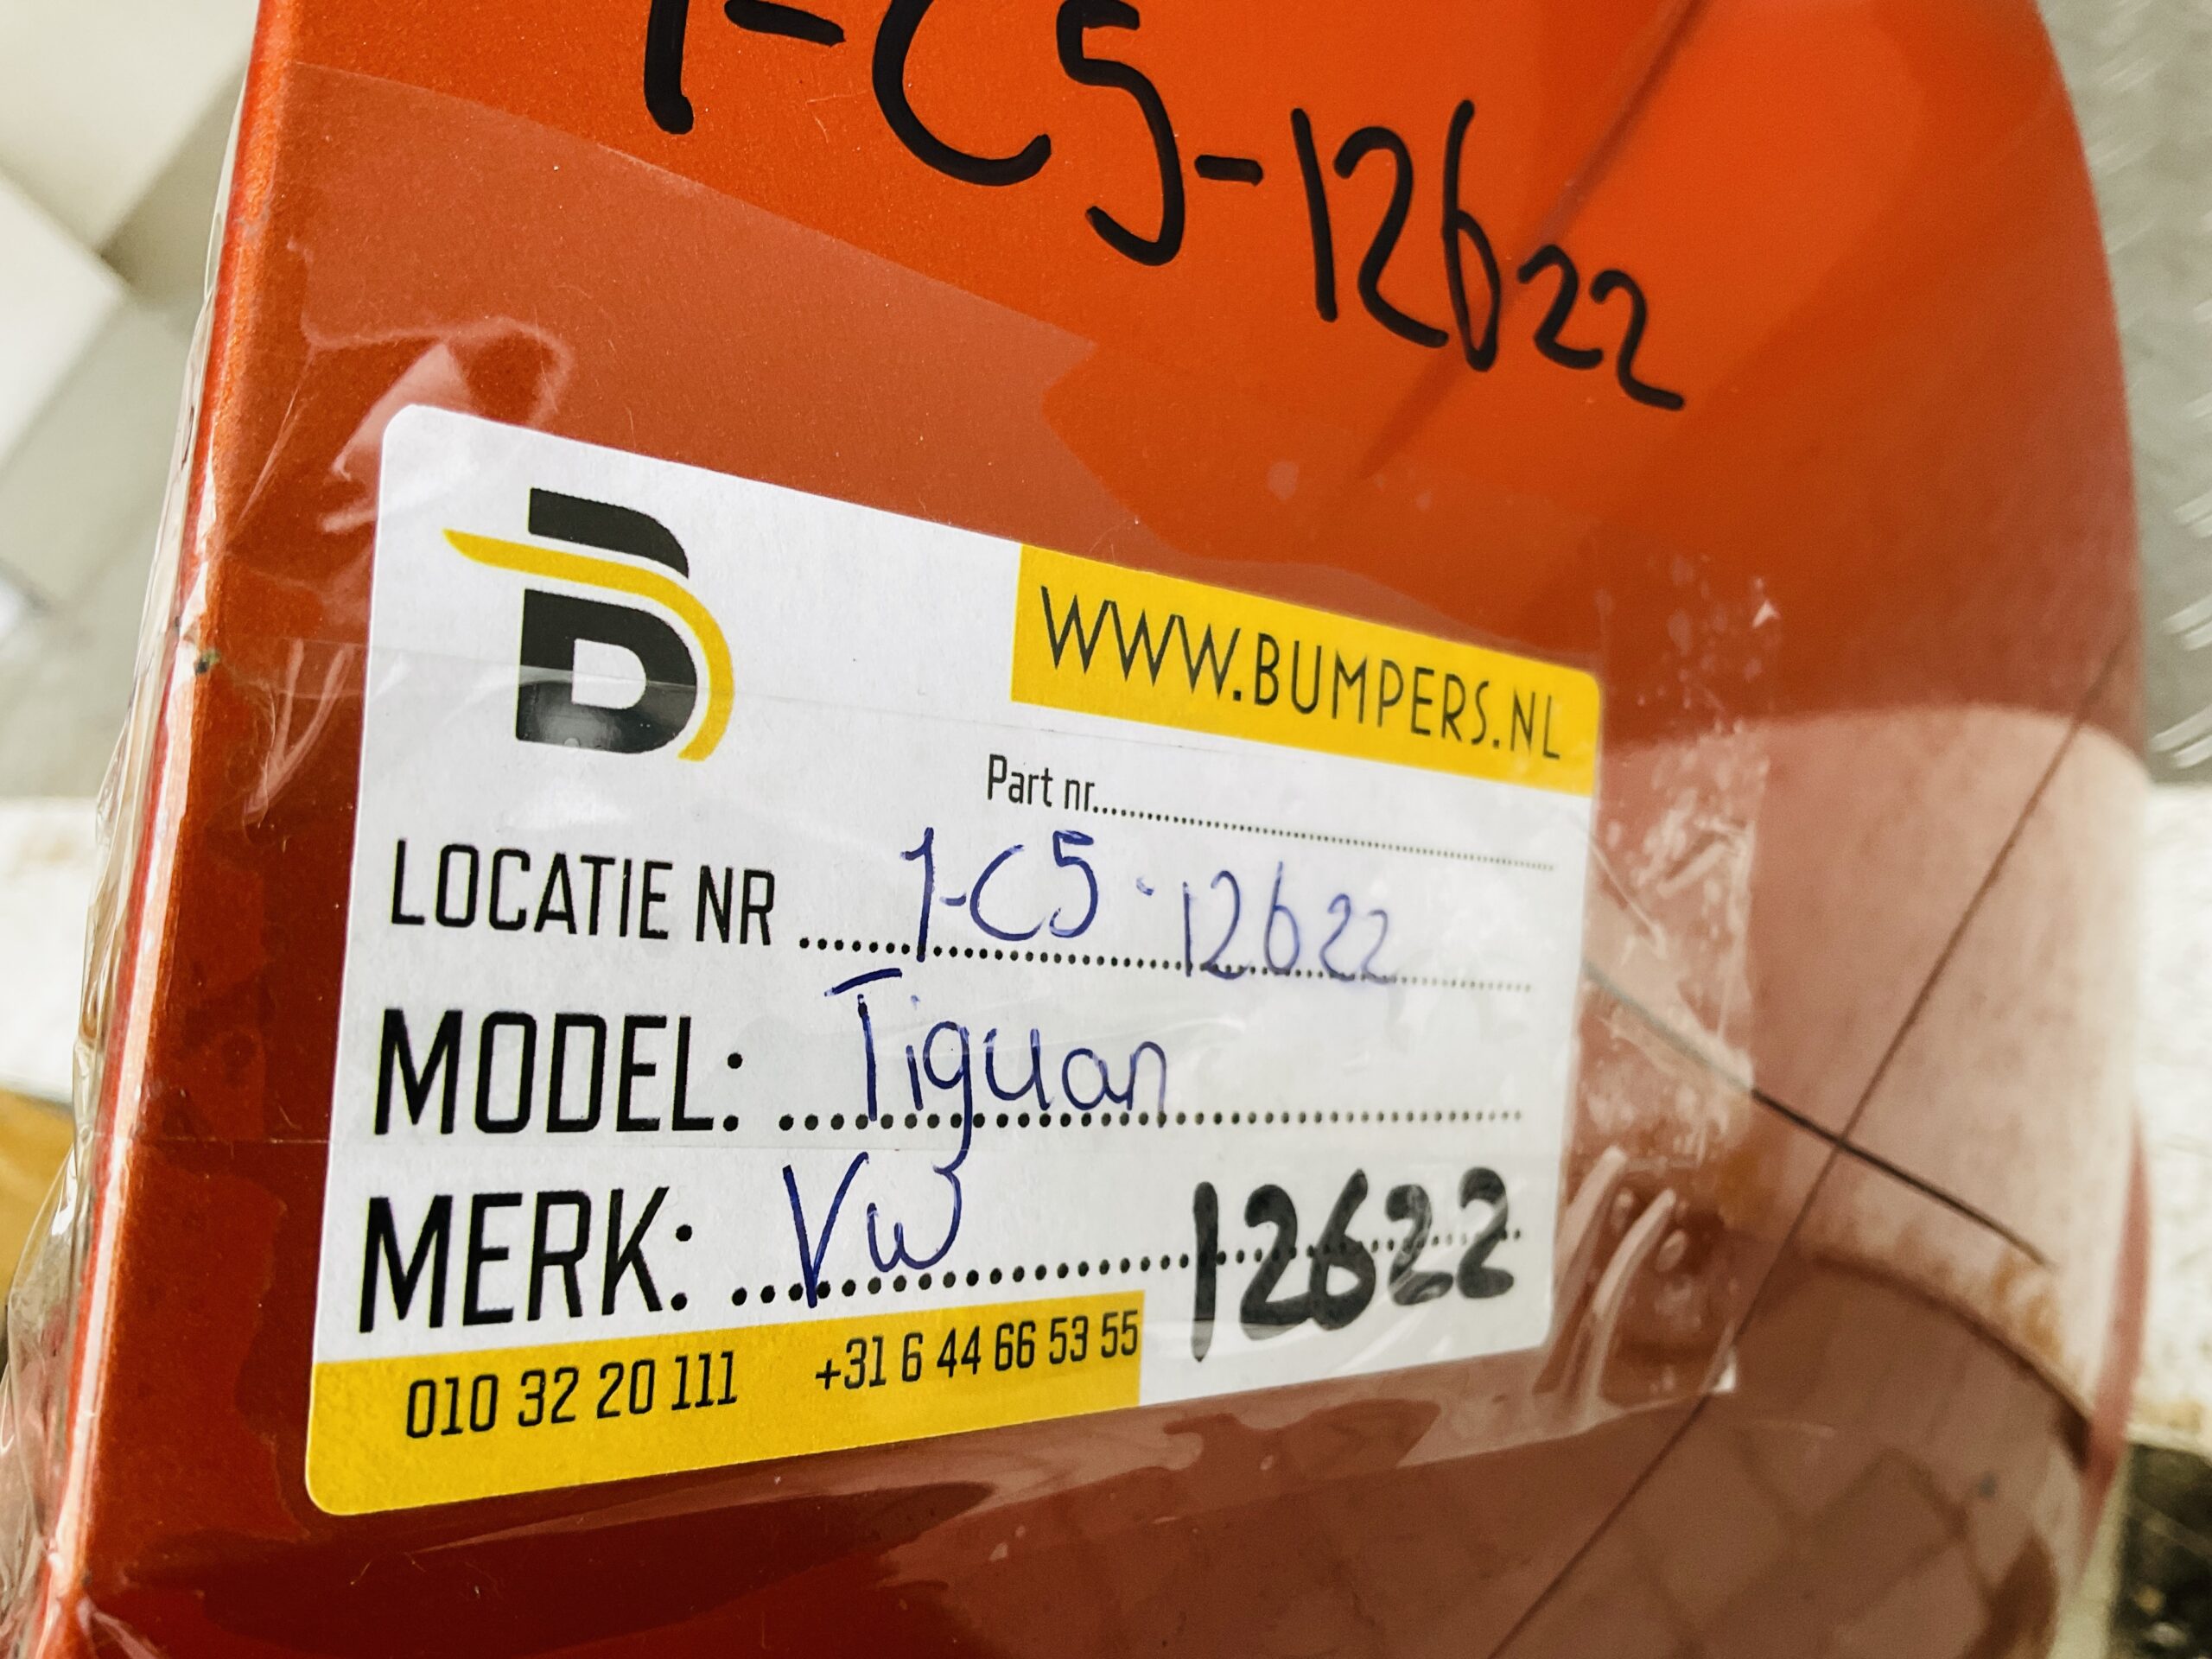 1-C5-12622
B
WWW.BUMPERS.NL
Part nr..........
LOCATIE NR .......... 1-C5-12622
MODEL: .......... Tiguan
MERK: .......... VW 12622
010 32 20 111 +31 6 44 66 53 55